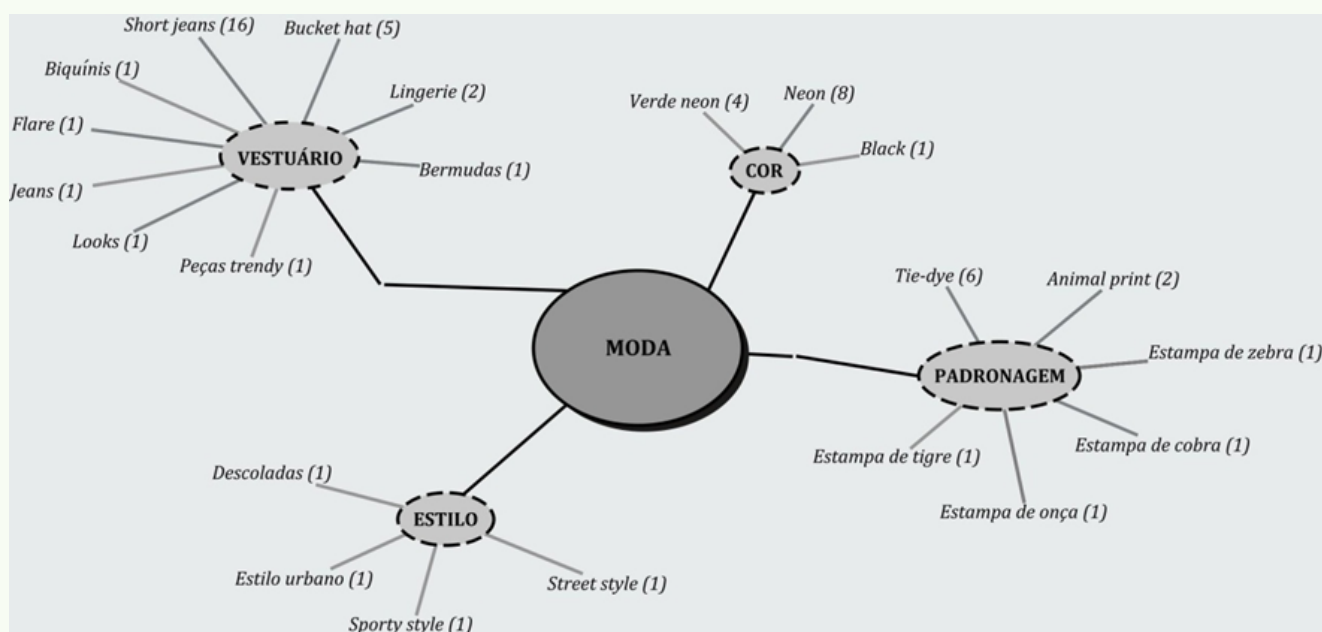 Short jeans (16)
Bucket hat (5)
Biquínis (1)
Lingerie (2)
Flare (1)
VESTUÁRIO
Bermudas (1)
Jeans (1)
Looks (1)
Peças trendy (1)
Verde neon (4)
Neon (8)
Black (1)
COR
MODA
Tie-dye (6)
Animal print (2)
Estampa de zebra (1)
PADRONAGEM
Estampa de cobra (1)
Estampa de tigre (1)
Estampa de onça (1)
Descoladas (1)
ESTILO
Estilo urbano (1)
Street style (1)
Sporty style (1)